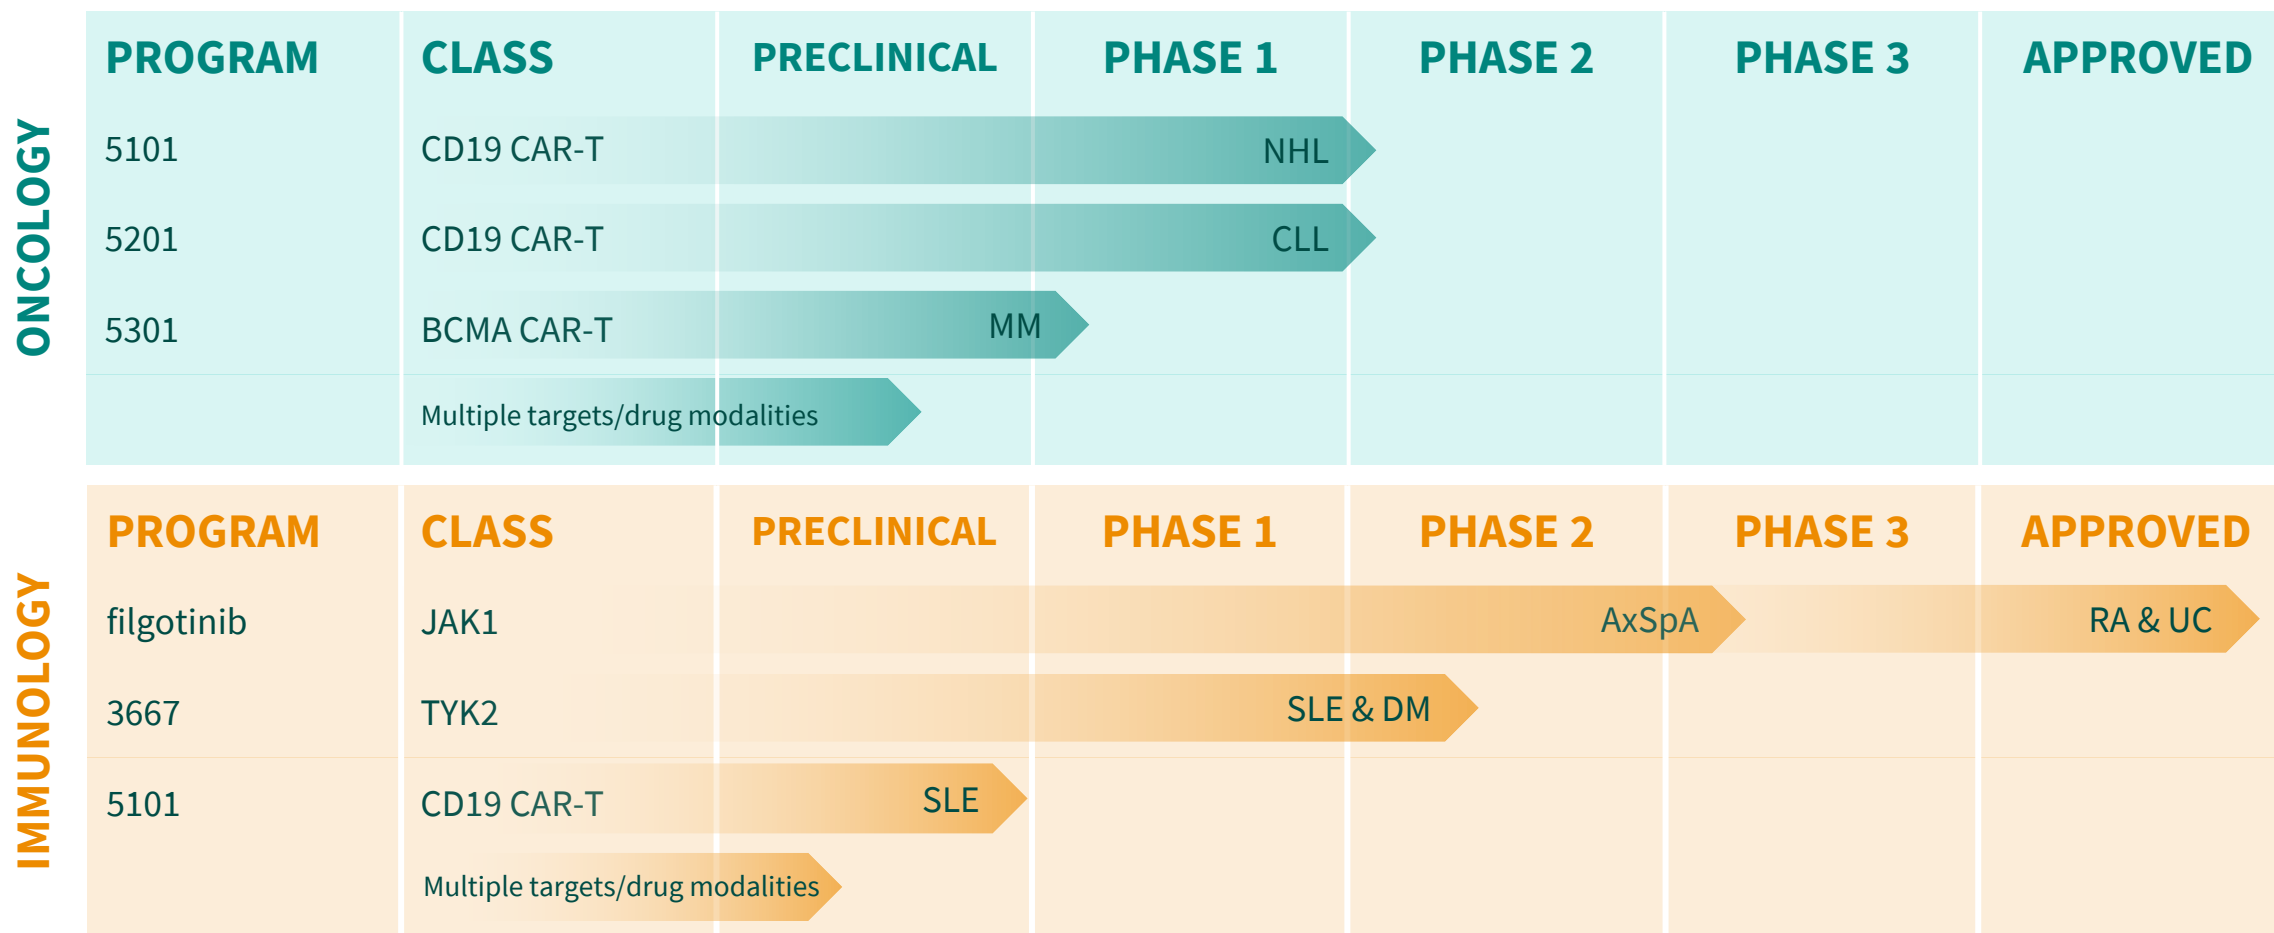 ONCOLOGY
PROGRAM CLASS PRECLINICAL PHASE 1 PHASE 2 PHASE 3 APPROVED
5101 CD19 CAR-T NHL
5201 CD19 CAR-T CLL
5301 BCMA CAR-T MM
Multiple targets/drug modalities
IMMUNOLOGY
PROGRAM CLASS PRECLINICAL PHASE 1 PHASE 2 PHASE 3 APPROVED
filgotinib JAK1 AxSpA RA & UC
3667 TYK2 SLE & DM
5101 CD19 CAR-T SLE
Multiple targets/drug modalities